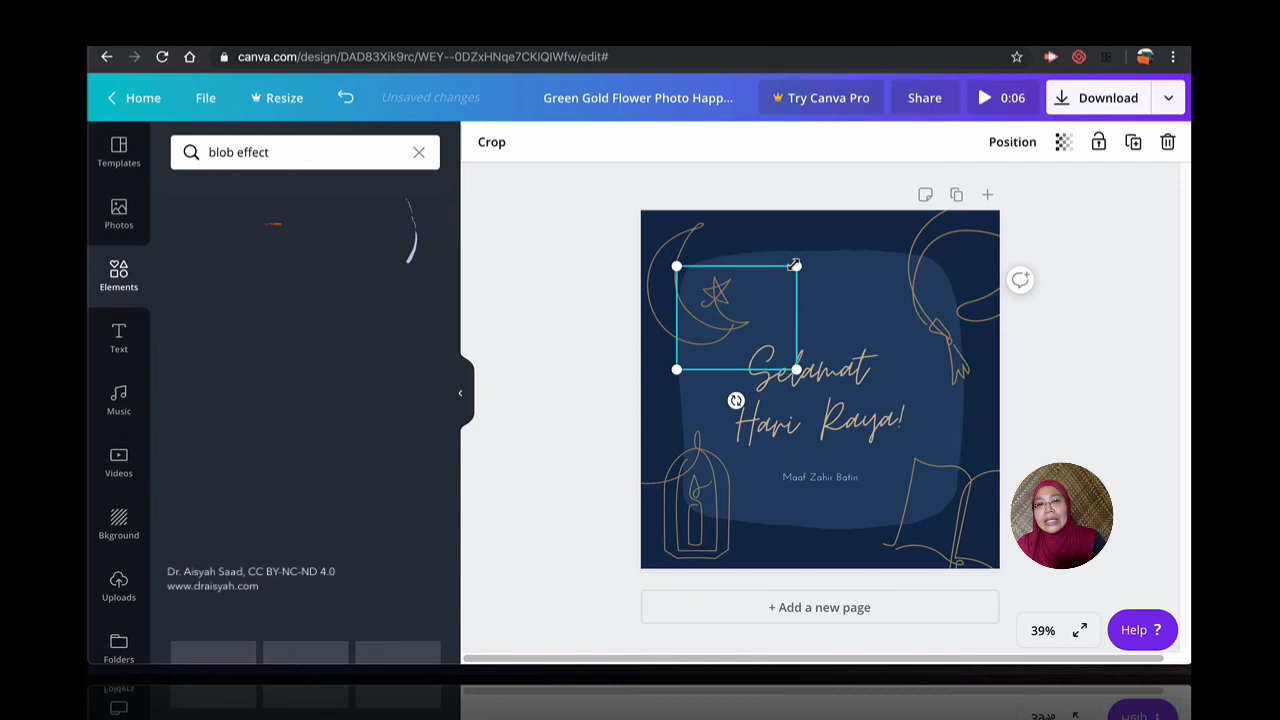 canva.com/design/DAD83Xik9rc/WEY--0DZxHNqe7CKIQIWfw/edit#
Home
File
Resize
Unsaved changes
Green Gold Flower Photo Happ...
Try Canva Pro
Share
0:06
Download
Templates
Photos
Elements
Text
Music
Videos
Bkground
Uploads
Folders
blob effect
Dr. Aisyah Saad, CC BY-NC-ND 4.0
www.draisyah.com
Crop
Position
Selamat
Hari Raya!
Maaf Zahir Batin
+ Add a new page
39%
Help ?